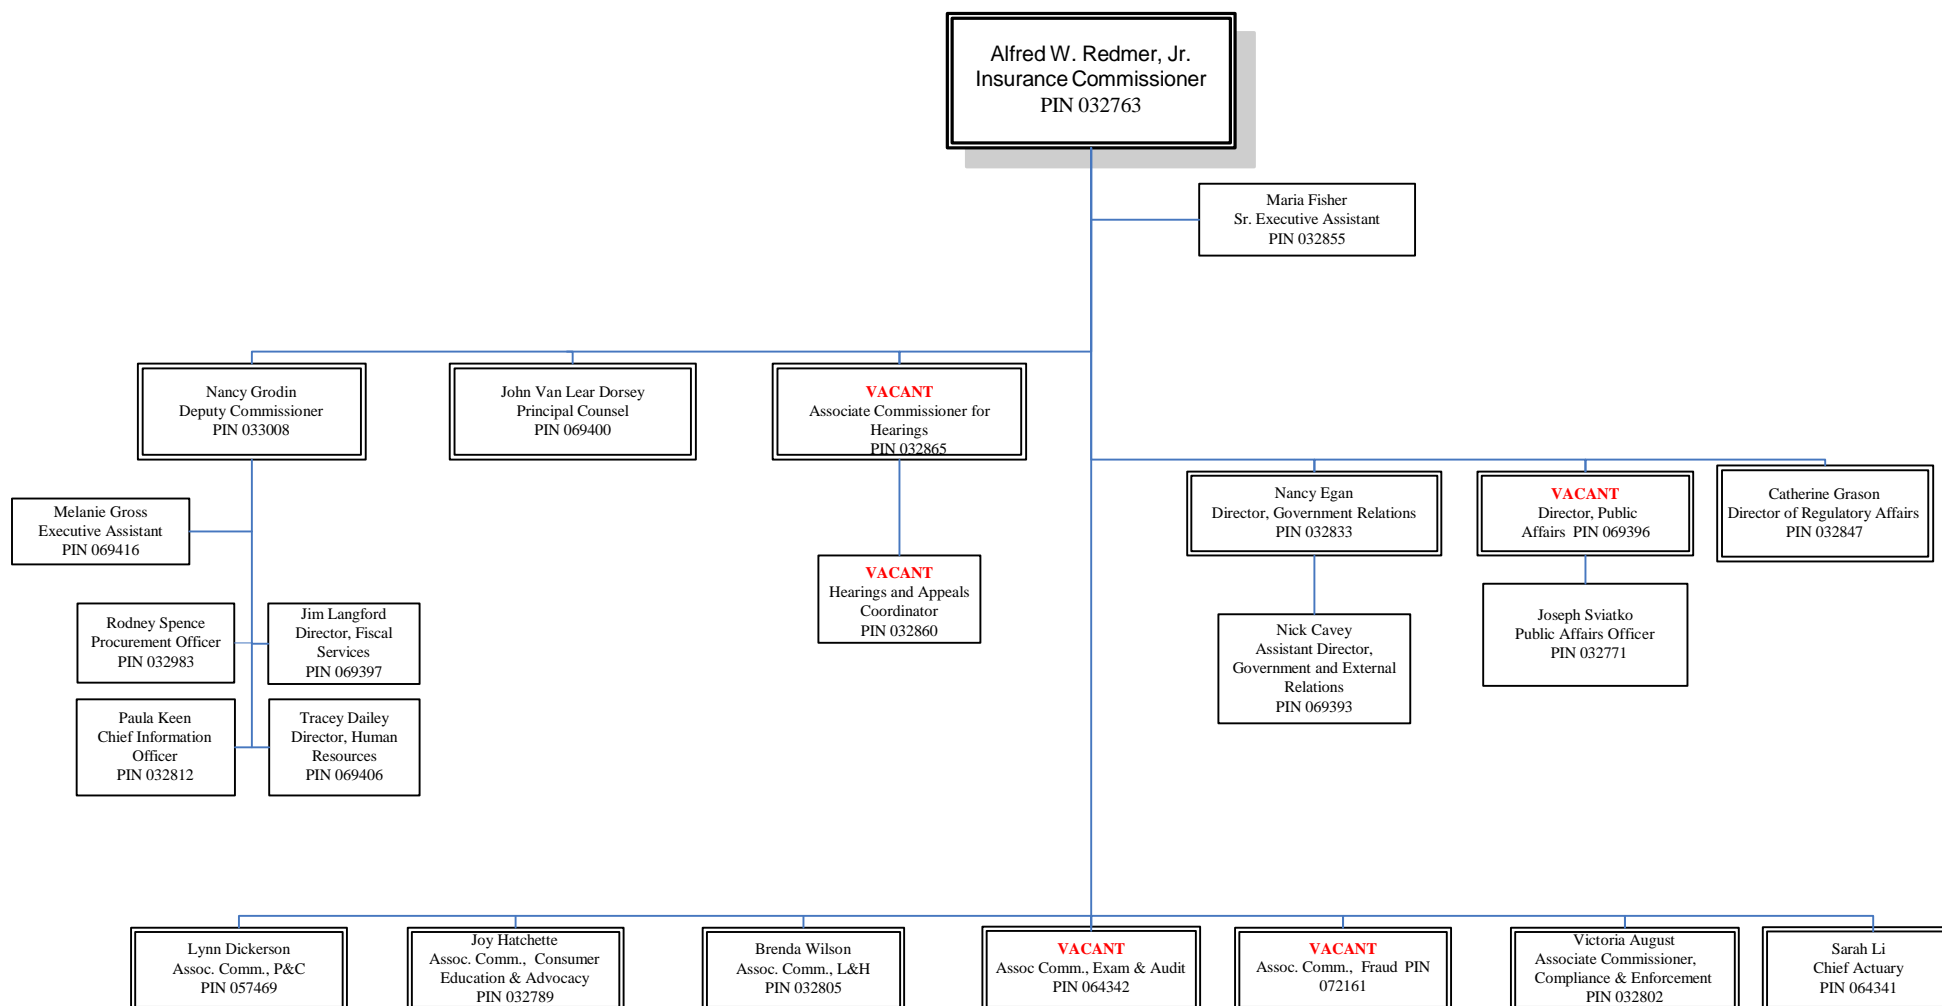 Alfred W. Redmer, Jr.
Insurance Commissioner
PIN 032763
Maria Fisher
Sr. Executive Assistant
PIN 032855
Nancy Grodin
Deputy Commissioner
PIN 033008
John Van Lear Dorsey
Principal Counsel
PIN 069400
VACANT
Associate Commissioner for
Hearings
PIN 032865
Nancy Egan
Director, Government Relations
PIN 032833
VACANT
Director, Public
Affairs PIN 069396
Catherine Grason
Director of Regulatory Affairs
PIN 032847
Melanie Gross
Executive Assistant
PIN 069416
VACANT
Hearings and Appeals
Coordinator
PIN 032860
Rodney Spence
Procurement Officer
PIN 032983
Jim Langford
Director, Fiscal
Services
PIN 069397
Nick Cavey
Assistant Director,
Government and External
Relations
PIN 069393
Joseph Sviatko
Public Affairs Officer
PIN 032771
Paula Keen
Chief Information
Officer
PIN 032812
Tracey Dailey
Director, Human
Resources
PIN 069406
Lynn Dickerson
Assoc. Comm., P&C
PIN 057469
Joy Hatchette
Assoc. Comm., Consumer
Education & Advocacy
PIN 032789
Brenda Wilson
Assoc. Comm., L&H
PIN 032805
VACANT
Assoc Comm., Exam & Audit
PIN 064342
VACANT
Assoc. Comm., Fraud PIN
072161
Victoria August
Associate Commissioner,
Compliance & Enforcement
PIN 032802
Sarah Li
Chief Actuary
PIN 064341